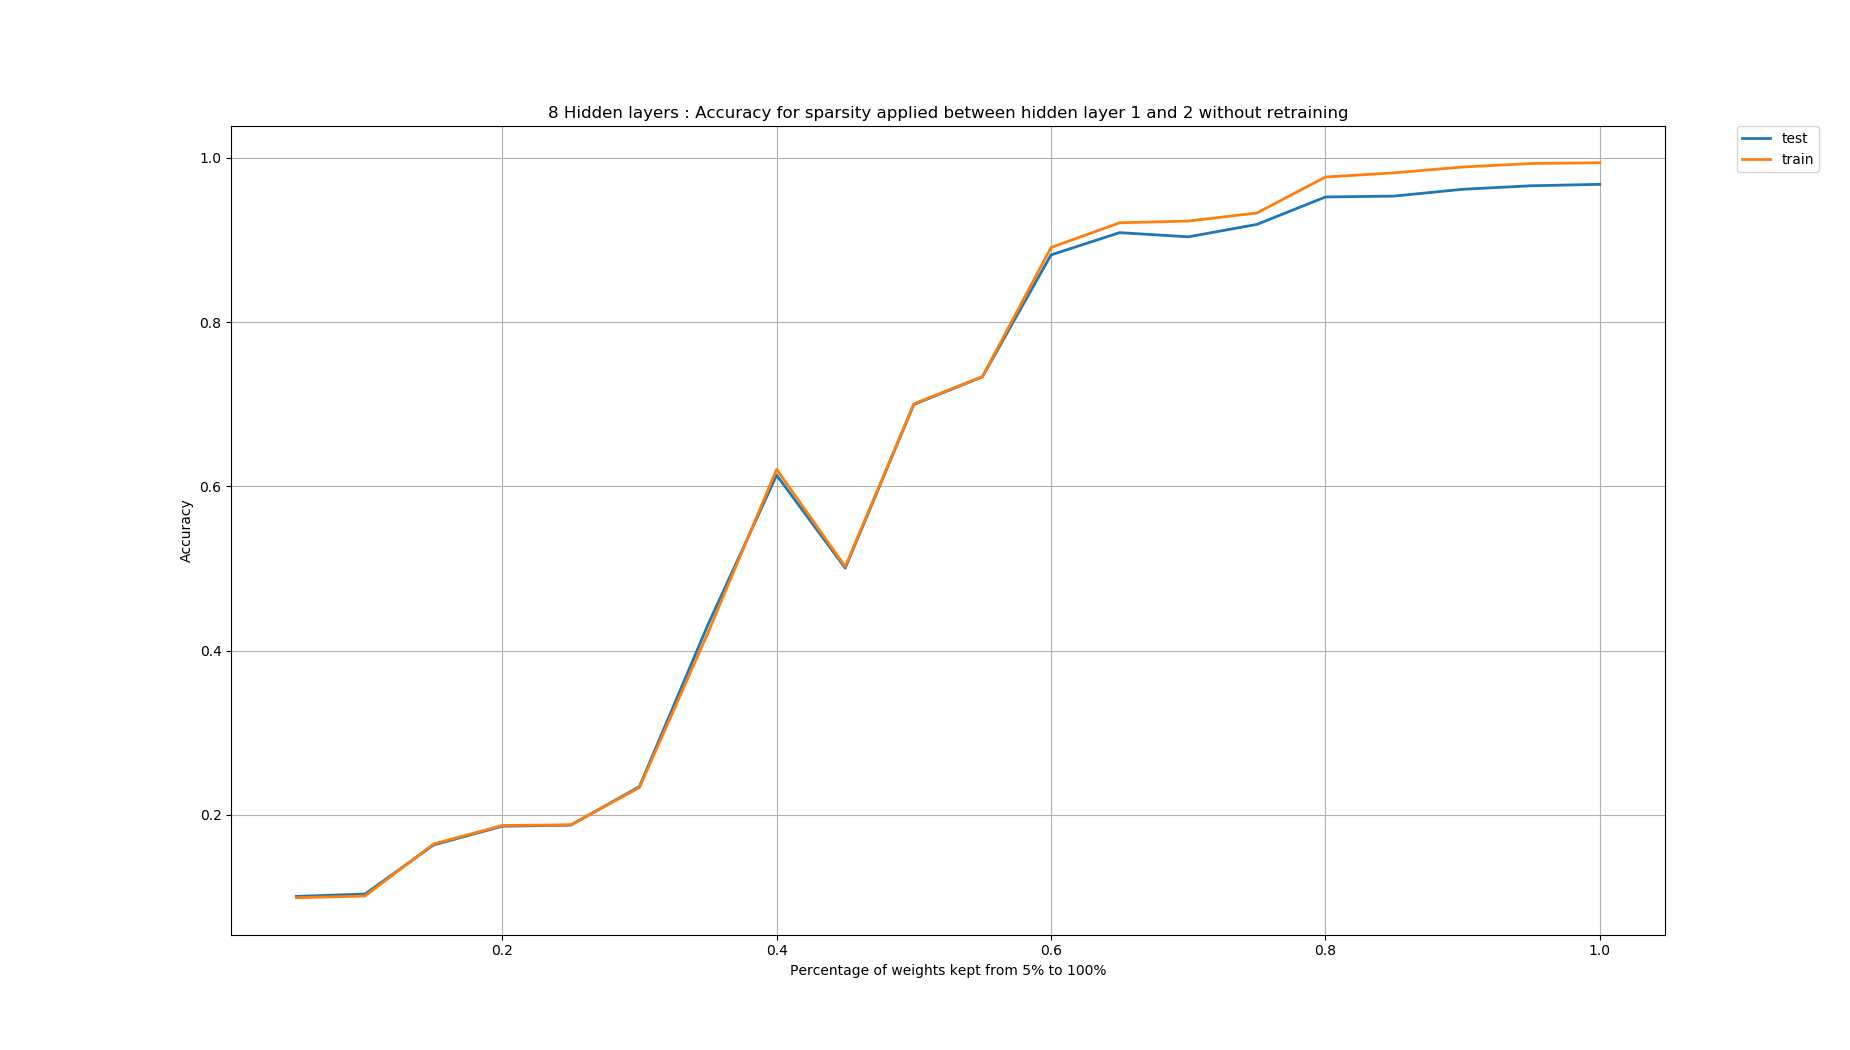 8 Hidden layers : Accuracy for sparsity applied between hidden layer 1 and 2 without retraining
test
train
1.0
0.8
0.6
0.4
0.2
Accuracy
0.2 0.4 0.6 0.8 1.0
Percentage of weights kept from 5% to 100%